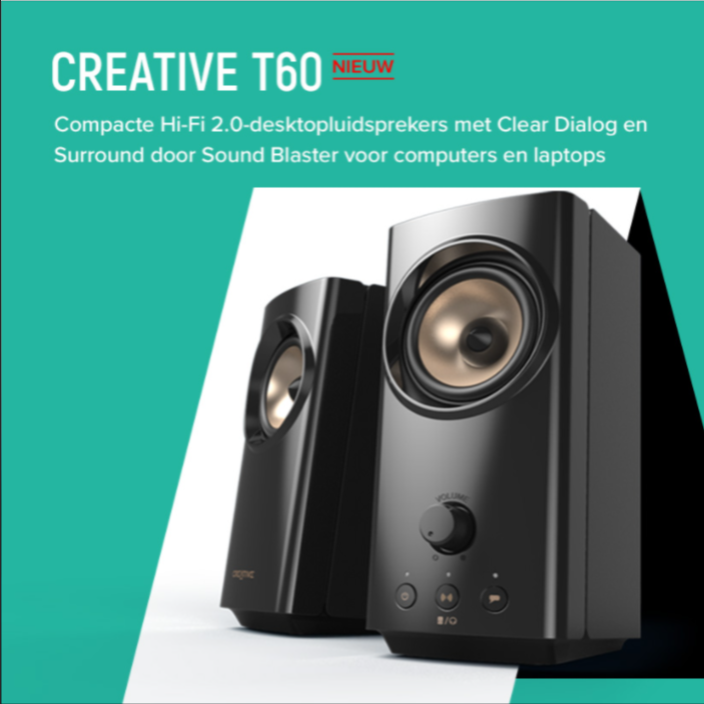 CREATIVE T60 NIEUW
Compacte Hi-Fi 2.0-desktopluidsprekers met Clear Dialog en
Surround door Sound Blaster voor computers en laptops
VOLUME
CREATIVE